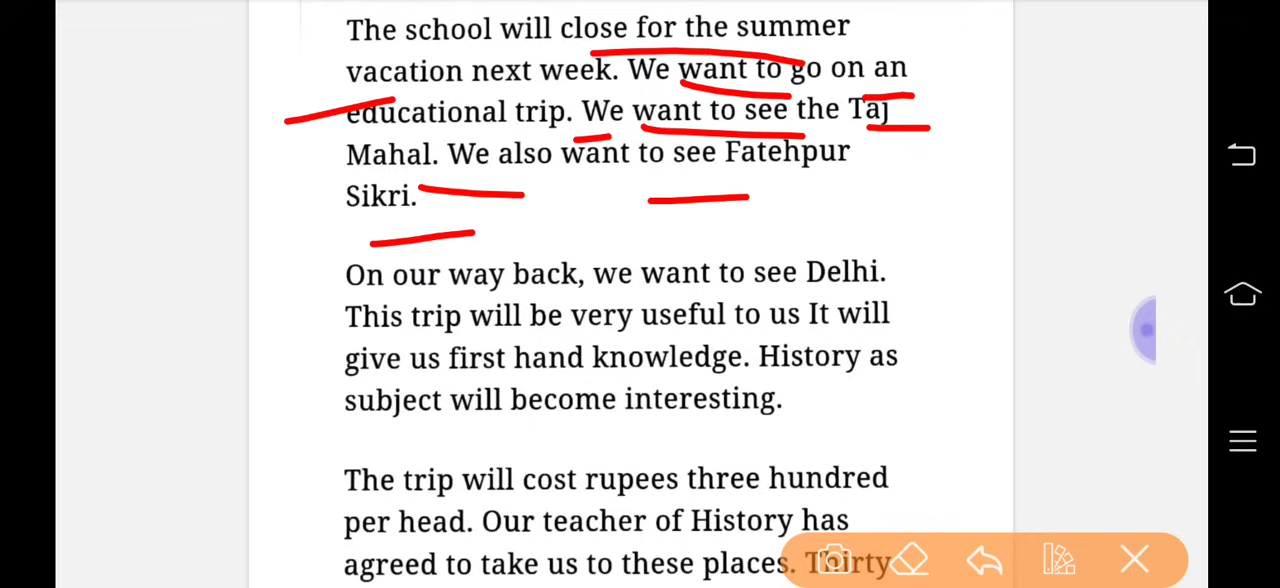 The school will close for the summer
vacation next week. We want to go on an
educational trip. We want to see the Taj
Mahal. We also want to see Fatehpur
Sikri.
On our way back, we want to see Delhi.
This trip will be very useful to us It will
give us first hand knowledge. History as
subject will become interesting.
The trip will cost rupees three hundred
per head. Our teacher of History has
agreed to take us to these places. Thirty